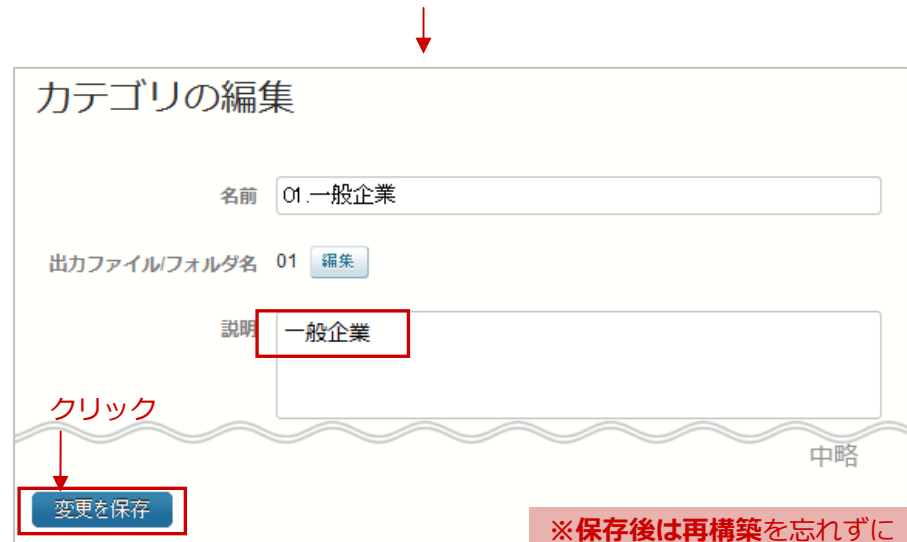 カテゴリの編集
名前 01.一般企業
出力ファイル/フォルダ名 01 編集
説明 一般企業
クリック
中略
変更を保存
※保存後は再構築を忘れずに